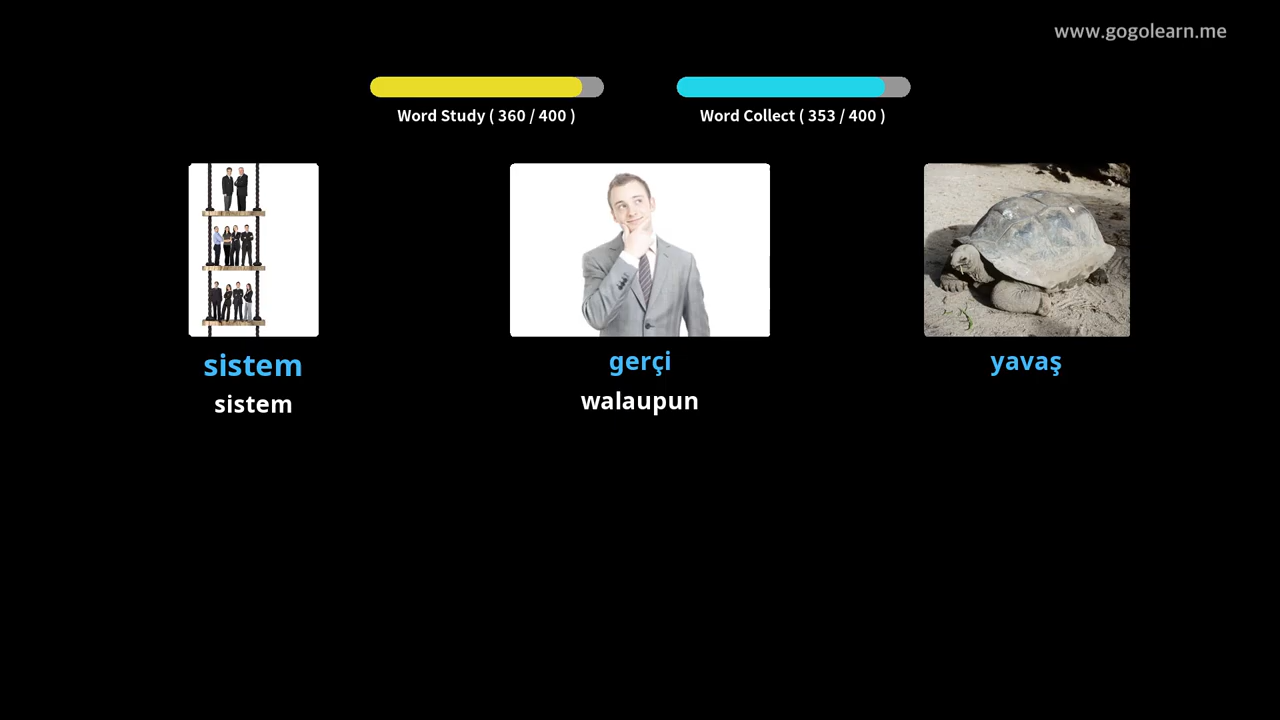 www.gogolearn.me
Word Study ( 360 / 400 )
Word Collect ( 353 / 400 )
sistem
sistem
gerçi
walaupun
yavaş